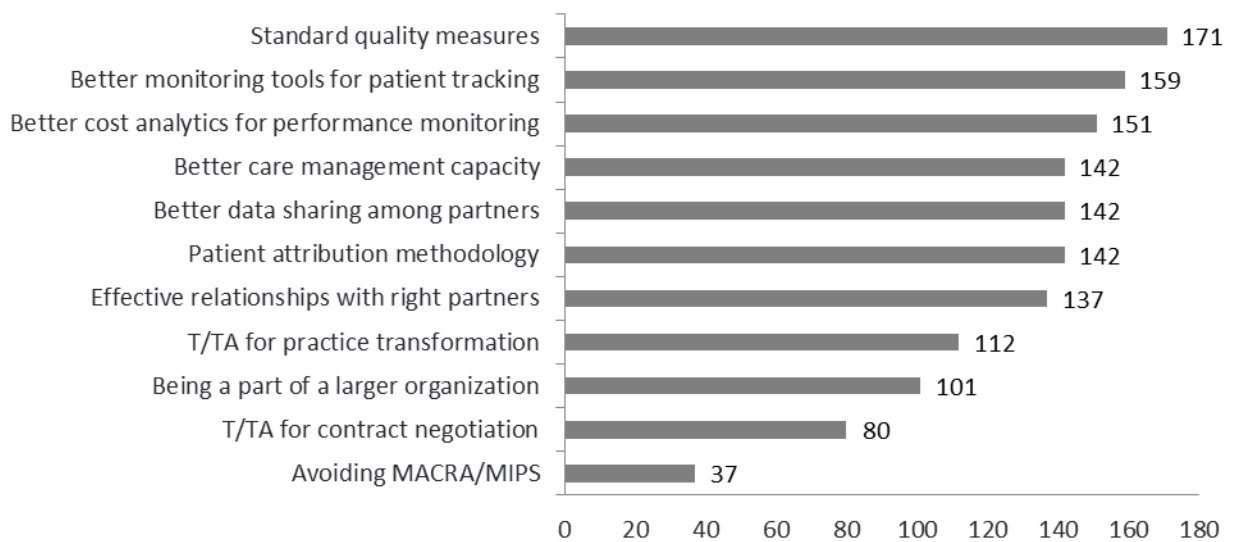 Standard quality measures 171
Better monitoring tools for patient tracking 159
Better cost analytics for performance monitoring 151
Better care management capacity 142
Better data sharing among partners 142
Patient attribution methodology 142
Effective relationships with right partners 137
T/TA for practice transformation 112
Being a part of a larger organization 101
T/TA for contract negotiation 80
Avoiding MACRA/MIPS 37
0 20 40 60 80 100 120 140 160 180